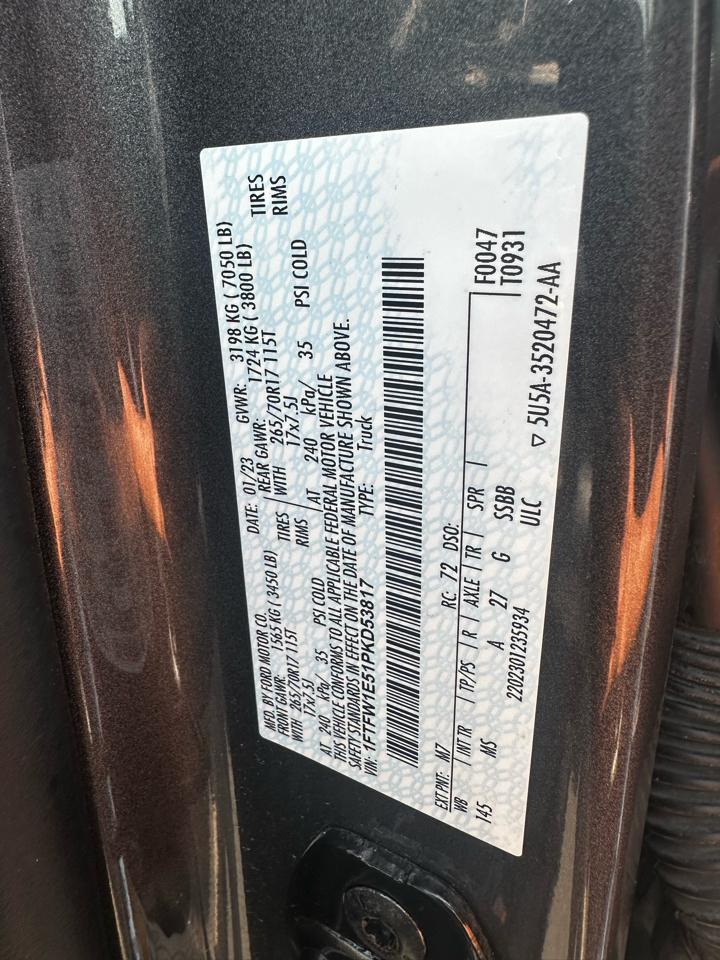 MFD. BY FORD MOTOR CO.
DATE: 01/23 GVWR: 3198 KG ( 7050 LB)
FRONT GAWR: 1565 KG ( 3450 LB) REAR GAWR: 1724 KG ( 3800 LB)
WITH 265/70R17 115T TIRES WITH 265/70R17 115T TIRES
17x7.5J RIMS 17x7.5J RIMS
AT 240 kPa/ 35 PSI COLD AT 240 kPa/ 35 PSI COLD
THIS VEHICLE CONFORMS TO ALL APPLICABLE FEDERAL MOTOR VEHICLE
SAFETY STANDARDS IN EFFECT ON THE DATE OF MANUFACTURE SHOWN ABOVE.
VIN: 1FTFW1E51PKD53817 TYPE: Truck
EXT PNT: M7 RC: 72 DSO:
WB | INT TR | TP/PS | R | AXLE | TR | SPR | F0047
145 MS A 27 G SSBB T0931
2202301235934 ULC ▽ 5U5A-3520472-AA